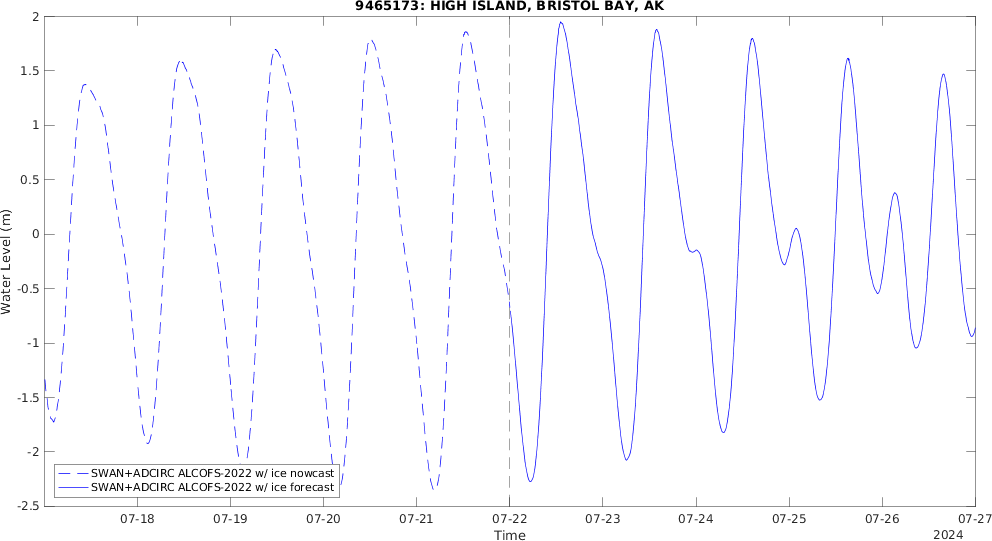 9465173: HIGH ISLAND, BRISTOL BAY, AK
2
1.5
1
0.5
0
-0.5
-1
-1.5
-2
-2.5
Water Level (m)
SWAN+ADCIRC ALCOFS-2022 w/ ice nowcast
SWAN+ADCIRC ALCOFS-2022 w/ ice forecast
07-18 07-19 07-20 07-21 07-22 07-23 07-24 07-25 07-26 07-27
Time
2024